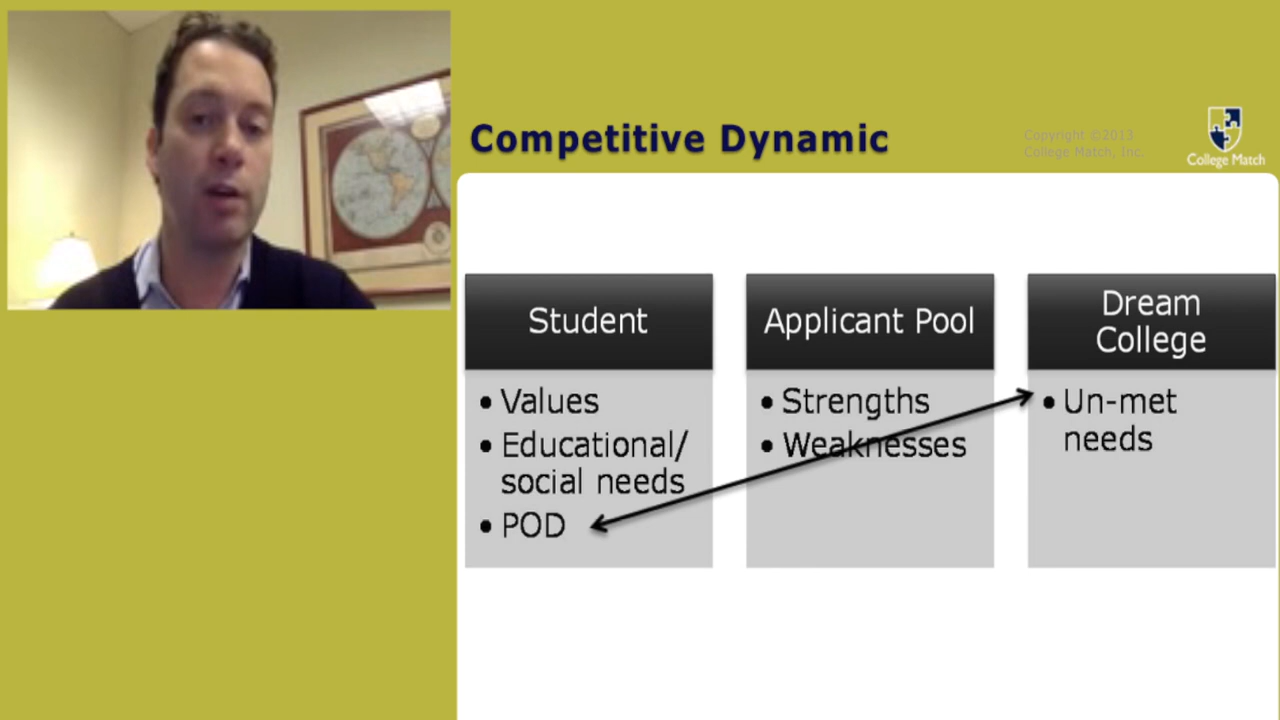 Competitive Dynamic
Copyright ©2013
College Match, Inc.
College Match
Student
• Values
• Educational/
social needs
• POD
Applicant Pool
• Strengths
• Weaknesses
Dream
College
• Un-met
needs